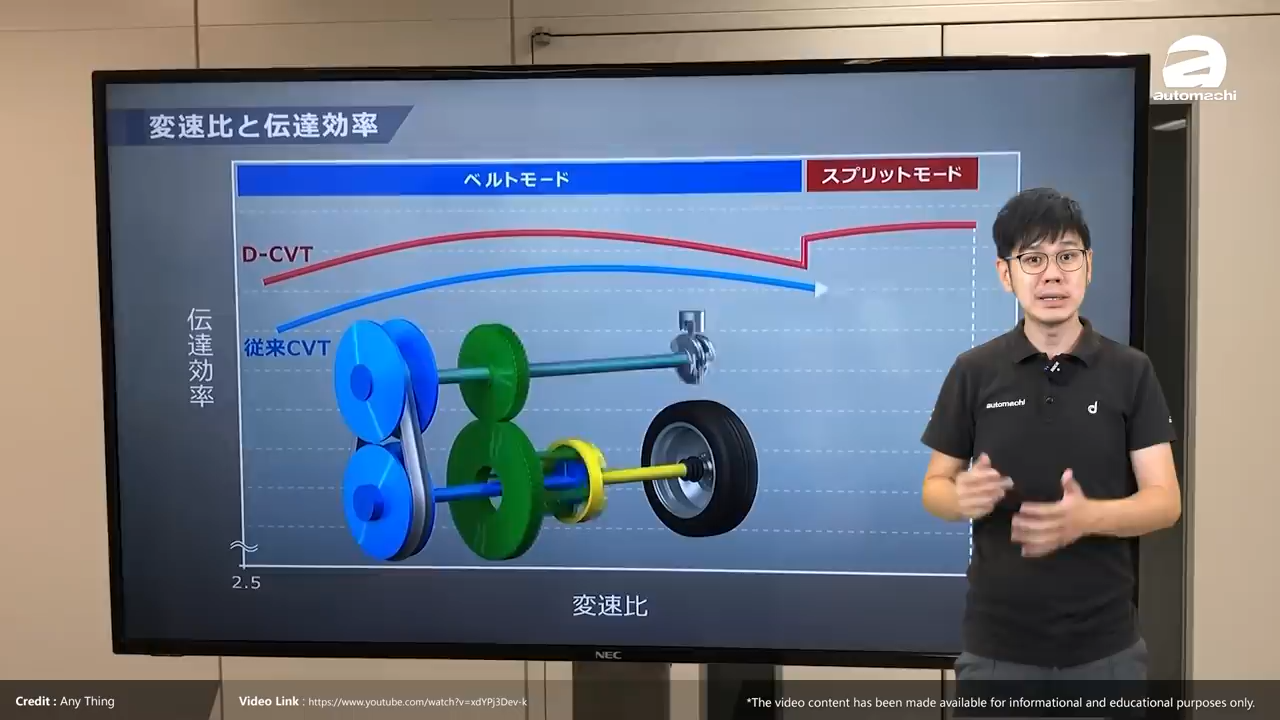 automachi
変速比と伝達効率
ベルトモード
スプリットモード
D-CVT
従来CVT
伝達効率
2.5
変速比
automachi
d
NEC
Credit : Any Thing
Video Link : https://www.youtube.com/watch?v=xdYPj3Dev-k
*The video content has been made available for informational and educational purposes only.